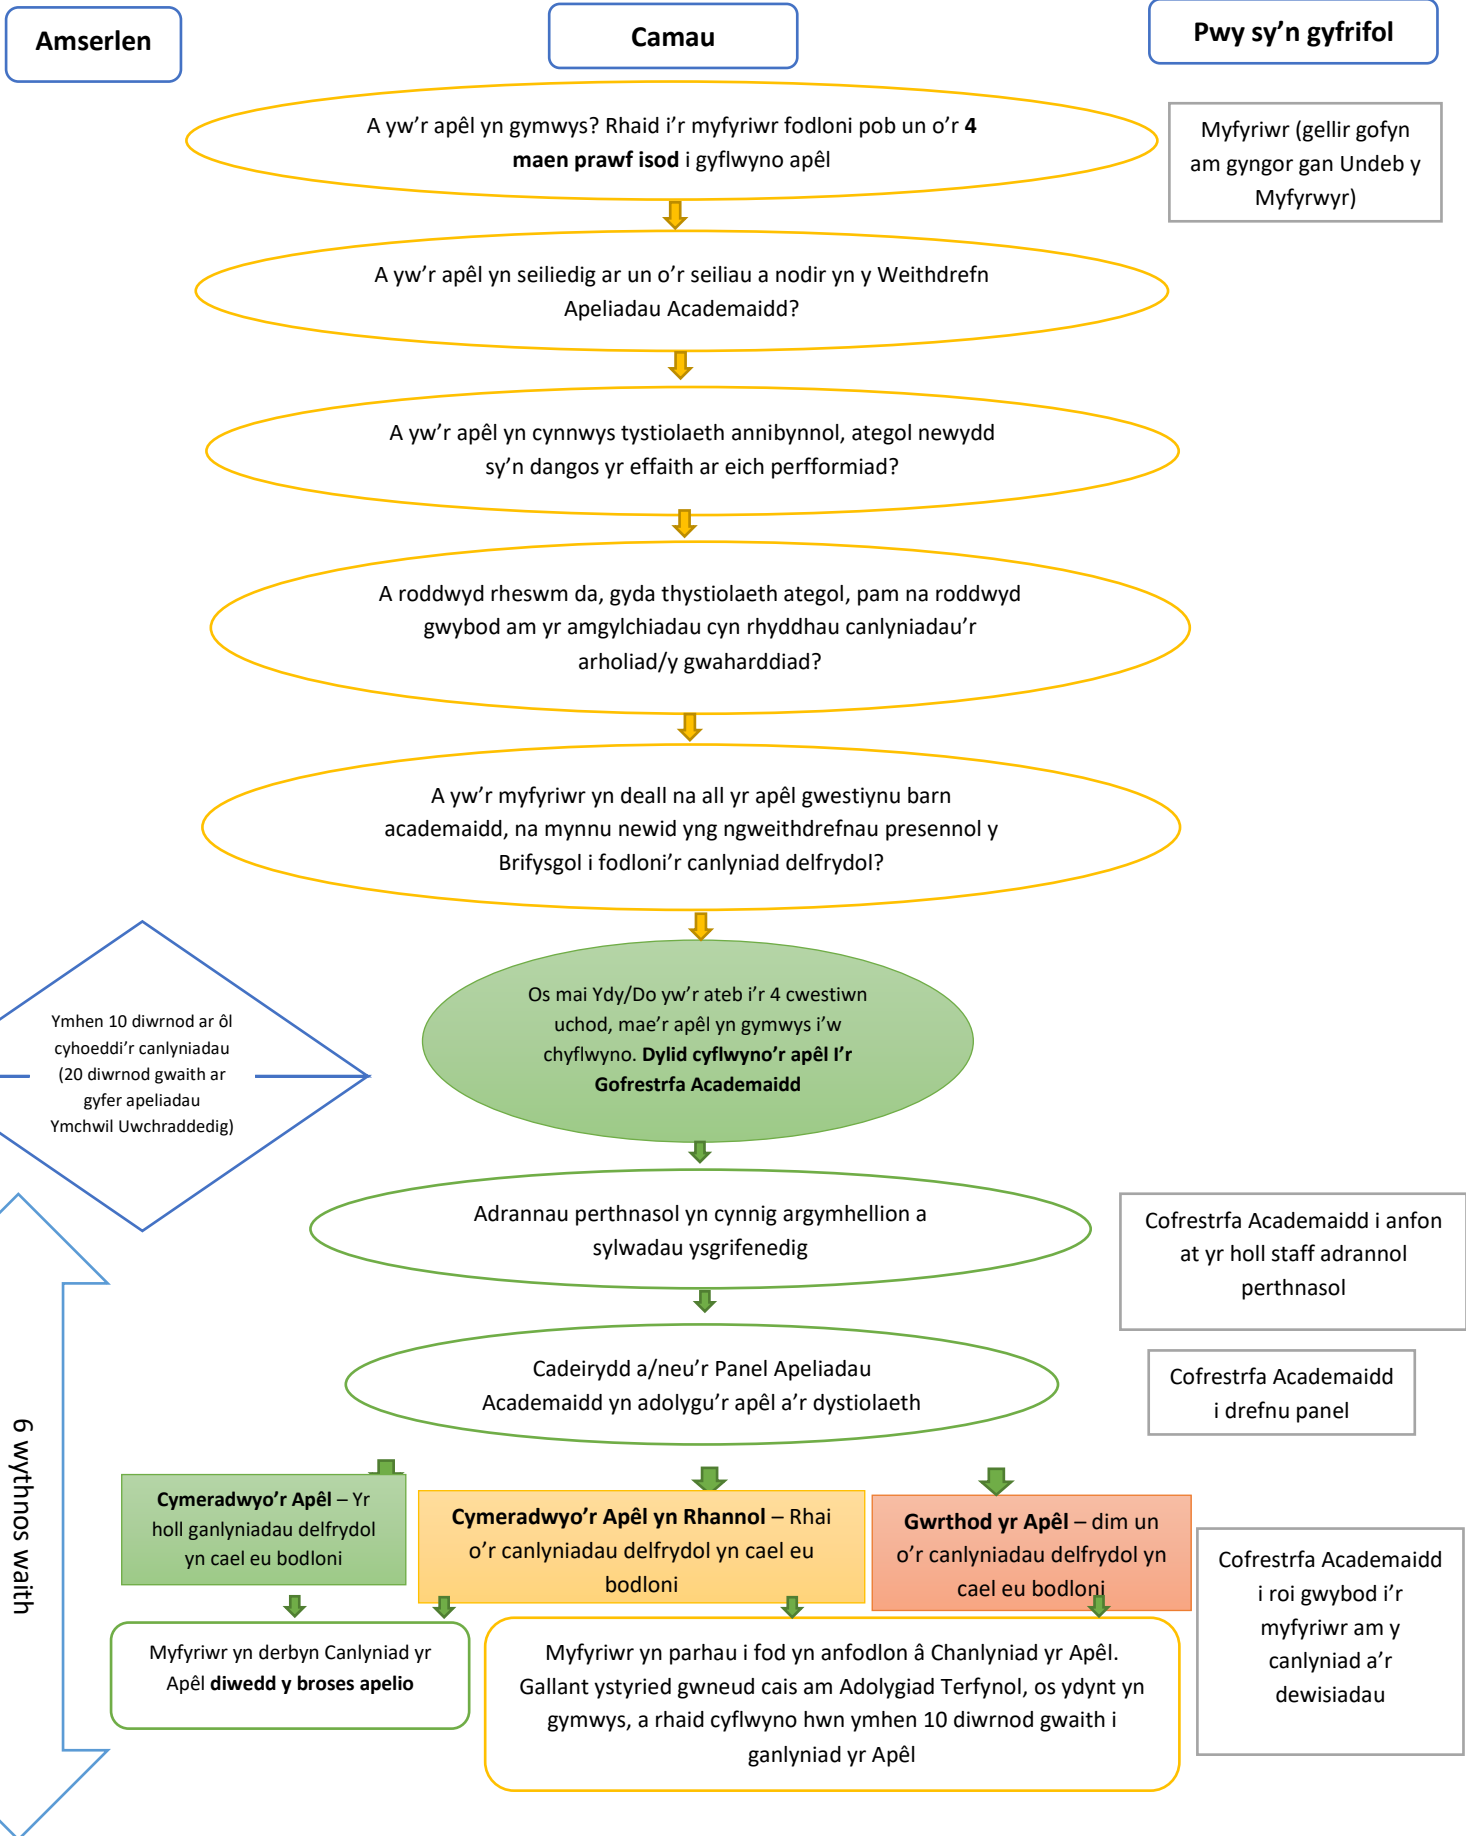 Amserlen
Camau
Pwy sy’n gyfrifol
A yw’r apêl yn gymwys? Rhaid i’r myfyriwr fodloni pob un o’r 4
maen prawf isod i gyflwyno apêl
Myfyriwr (gellir gofyn
am gyngor gan Undeb y
Myfyrwyr)
A yw’r apêl yn seiliedig ar un o’r seiliau a nodir yn y Weithdrefn
Apeliadau Academaidd?
A yw’r apêl yn cynnwys tystiolaeth annibynnol, ategol newydd
sy’n dangos yr effaith ar eich perfformiad?
A roddwyd rheswm da, gyda thystiolaeth ategol, pam na roddwyd
gwybod am yr amgylchiadau cyn rhyddhau canlyniadau’r
arholiad/y gwaharddiad?
A yw’r myfyriwr yn deall na all yr apêl gwestiynu barn
academaidd, na mynnu newid yng ngweithdrefnau presennol y
Brifysgol i fodloni’r canlyniad delfrydol?
Ymhen 10 diwrnod ar ôl
cyhoeddi’r canlyniadau
(20 diwrnod gwaith ar
gyfer apeliadau
Ymchwil Uwchraddedig)
Os mai Ydy/Do yw’r ateb i’r 4 cwestiwn
uchod, mae’r apêl yn gymwys i’w
chyflwyno. Dylid cyflwyno’r apêl I’r
Gofrestrfa Academaidd
Adrannau perthnasol yn cynnig argymhellion a
sylwadau ysgrifenedig
Cofrestrfa Academaidd i anfon
at yr holl staff adrannol
perthnasol
Cadeirydd a/neu’r Panel Apeliadau
Academaidd yn adolygu’r apêl a’r dystiolaeth
Cofrestrfa Academaidd
i drefnu panel
6 wythnos waith
Cymeradwyo’r Apêl – Yr
holl ganlyniadau delfrydol
yn cael eu bodloni
Cymeradwyo’r Apêl yn Rhannol – Rhai
o’r canlyniadau delfrydol yn cael eu
bodloni
Gwrthod yr Apêl – dim un
o’r canlyniadau delfrydol yn
cael eu bodloni
Cofrestrfa Academaidd
i roi gwybod i’r
myfyriwr am y
canlyniad a’r
dewisiadau
Myfyriwr yn derbyn Canlyniad yr
Apêl diwedd y broses apelio
Myfyriwr yn parhau i fod yn anfodlon â Chanlyniad yr Apêl.
Gallant ystyried gwneud cais am Adolygiad Terfynol, os ydynt yn
gymwys, a rhaid cyflwyno hwn ymhen 10 diwrnod gwaith i
ganlyniad yr Apêl